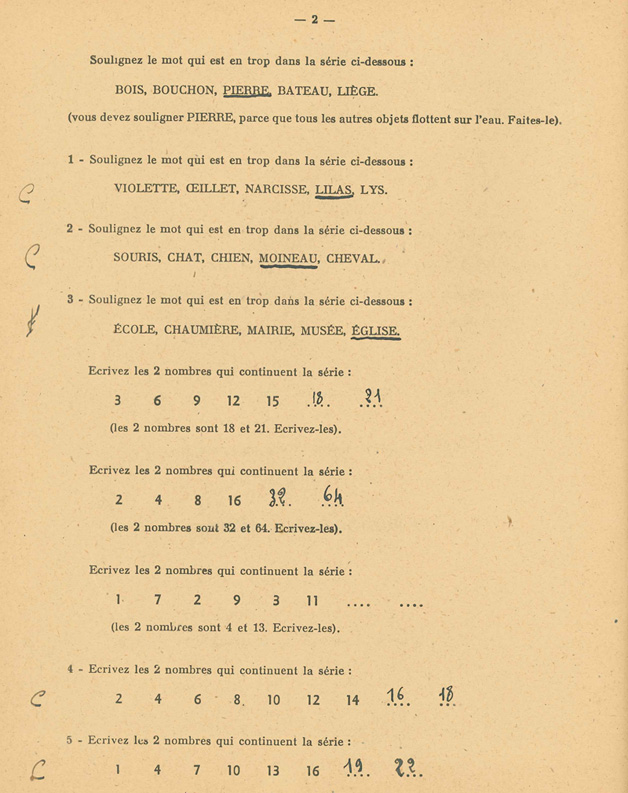 — 2 —
Soulignez le mot qui est en trop dans la série ci-dessous :
BOIS, BOUCHON, PIERRE, BATEAU, LIÈGE.
(vous devez souligner PIERRE, parce que tous les autres objets flottent sur l'eau. Faites-le).
1 - Soulignez le mot qui est en trop dans la série ci-dessous :
C VIOLETTE, ŒILLET, NARCISSE, LILAS, LYS.
2 - Soulignez le mot qui est en trop dans la série ci-dessous :
C SOURIS, CHAT, CHIEN, MOINEAU, CHEVAL.
3 - Soulignez le mot qui est en trop dans la série ci-dessous :
ÉCOLE, CHAUMIÈRE, MAIRIE, MUSÉE, ÉGLISE.
Ecrivez les 2 nombres qui continuent la série :
3 6 9 12 15 18 21
(les 2 nombres sont 18 et 21. Ecrivez-les).
Ecrivez les 2 nombres qui continuent la série :
2 4 8 16 32 64
(les 2 nombres sont 32 et 64. Ecrivez-les).
Ecrivez les 2 nombres qui continuent la série :
1 7 2 9 3 11 .... ....
(les 2 nombres sont 4 et 13. Ecrivez-les).
4 - Ecrivez les 2 nombres qui continuent la série :
C 2 4 6 8 10 12 14 16 18
5 - Ecrivez les 2 nombres qui continuent la série :
C 1 4 7 10 13 16 19 22